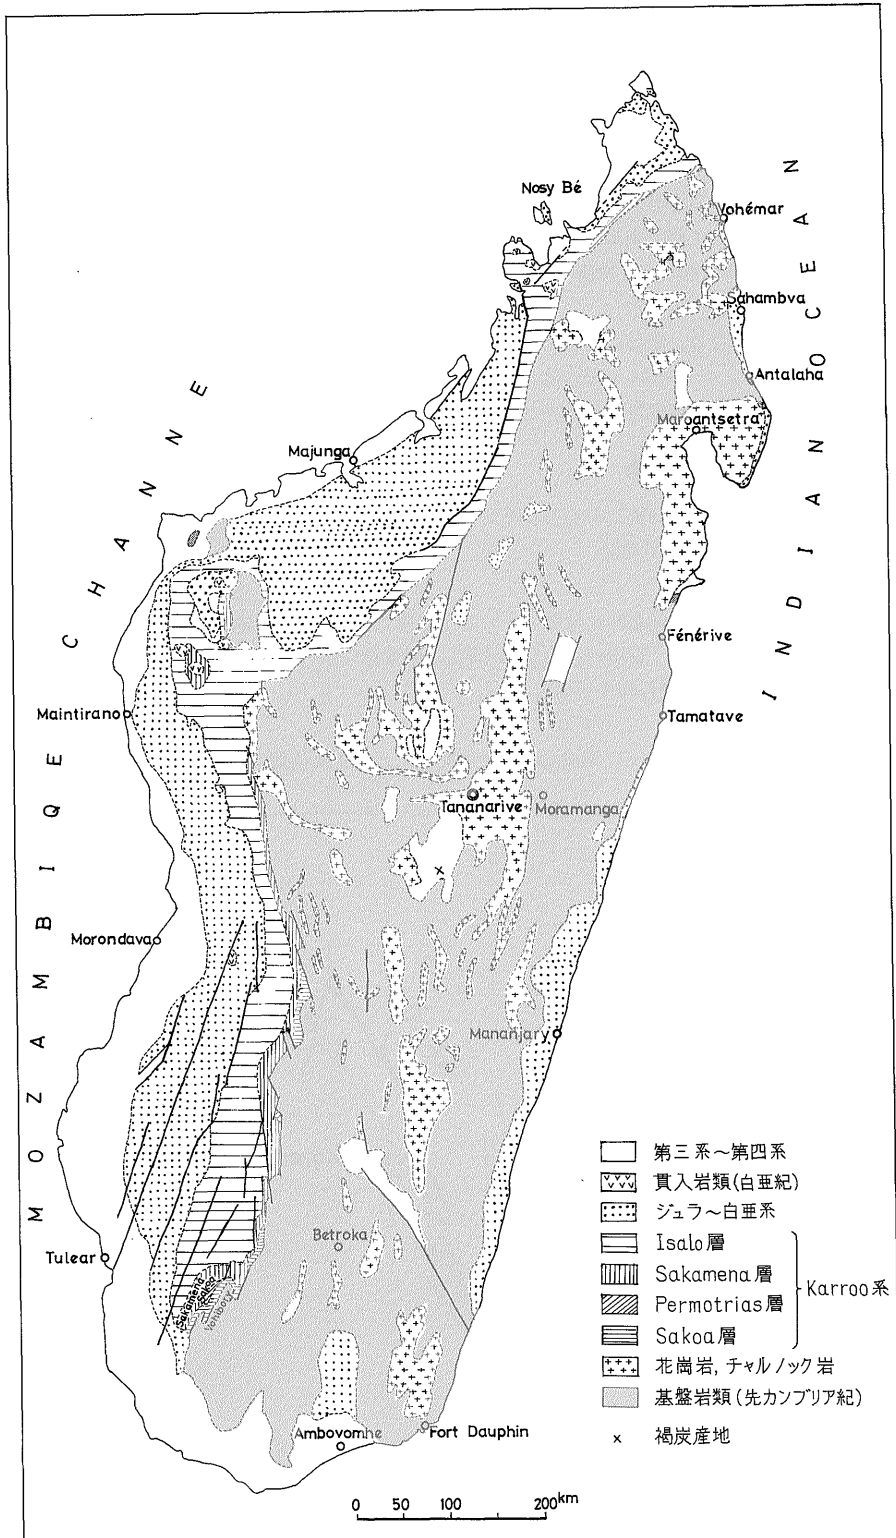 Nosy Bé
Vohémar
Sahambva
Antalaha
Maroantsetra
Majunga
Fénérive
Maintirano
Tamatave
Tananarive
Moramanga
Morondava
Mananjary
Betroka
Tulear
Sakamena
Sakoa
Ambovomhe
Fort Dauphin
MOZAMBIQUE CHANNE
INDIAN OCEAN
第三系~第四系
貫入岩類(白亜紀)
ジュラ~白亜系
Isalo層
Sakamena層
Permotrias層
Sakoa層
Karroo系
花崗岩,チャルノック岩
基盤岩類(先カンブリア紀)
× 褐炭産地
0 50 100 200km